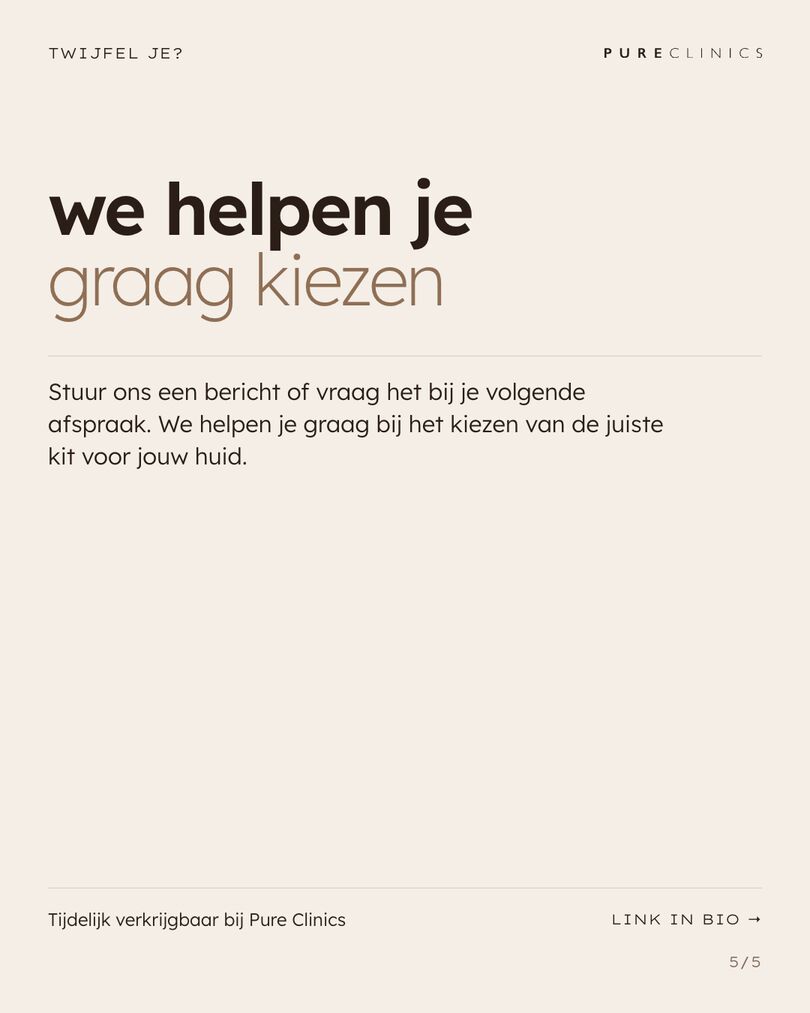 TWIJFEL JE?
PURECLINICS
we helpen je
graag kiezen
Stuur ons een bericht of vraag het bij je volgende
afspraak. We helpen je graag bij het kiezen van de juiste
kit voor jouw huid.
Tijdelijk verkrijgbaar bij Pure Clinics
LINK IN BIO →
5/5